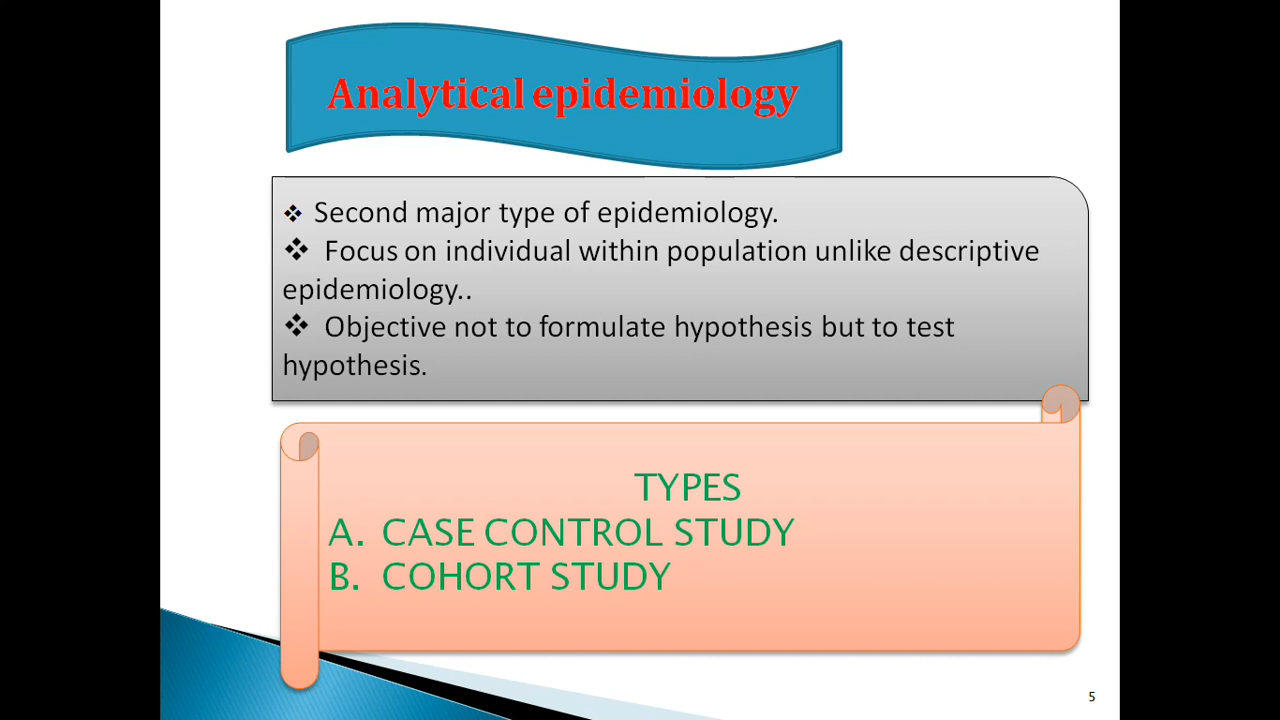 Analytical epidemiology
❖ Second major type of epidemiology.
❖ Focus on individual within population unlike descriptive
epidemiology..
❖ Objective not to formulate hypothesis but to test
hypothesis.
TYPES
A. CASE CONTROL STUDY
B. COHORT STUDY
5